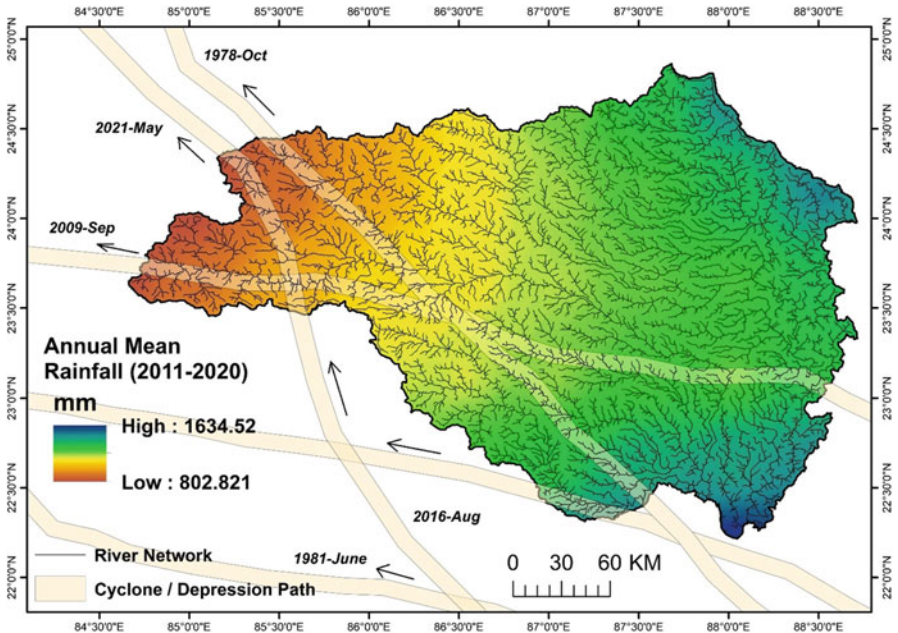 84°30'0"E 85°0'0"E 85°30'0"E 86°0'0"E 86°30'0"E 87°0'0"E 87°30'0"E 88°0'0"E 88°30'0"E
25°0'0"N
24°30'0"N
24°0'0"N
23°30'0"N
23°0'0"N
22°30'0"N
22°0'0"N
1978-Oct
2021-May
2009-Sep
Annual Mean
Rainfall (2011-2020)
mm
High : 1634.52
Low : 802.821
2016-Aug
1981-June
River Network
Cyclone / Depression Path
0 30 60 KM
25°0'0"N
24°30'0"N
24°0'0"N
23°30'0"N
23°0'0"N
22°30'0"N
22°0'0"N
84°30'0"E 85°0'0"E 85°30'0"E 86°0'0"E 86°30'0"E 87°0'0"E 87°30'0"E 88°0'0"E 88°30'0"E